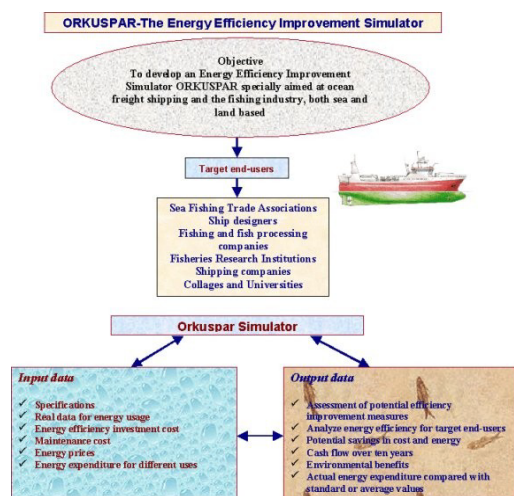 ORKUSPAR-The Energy Efficiency Improvement Simulator
Objective
To develop an Energy Efficiency Improvement
Simulator ORKUSPAR specially aimed at ocean
freight shipping and the fishing industry, both sea and
land based
Target end-users
Sea Fishing Trade Associations
Ship designers
Fishing and fish processing
companies
Fisheries Research Institutions
Shipping companies
Collages and Universities
Orkuspar Simulator
Input data
✓ Specifications
✓ Real data for energy usage
✓ Energy efficiency investment cost
✓ Maintenance cost
✓ Energy prices
✓ Energy expenditure for different uses
Output data
✓ Assessment of potential efficiency
improvement measures
✓ Analyze energy efficiency for target end-users
✓ Potential savings in cost and energy
✓ Cash flow over ten years
✓ Environmental benefits
✓ Actual energy expenditure compared with
standard or average values